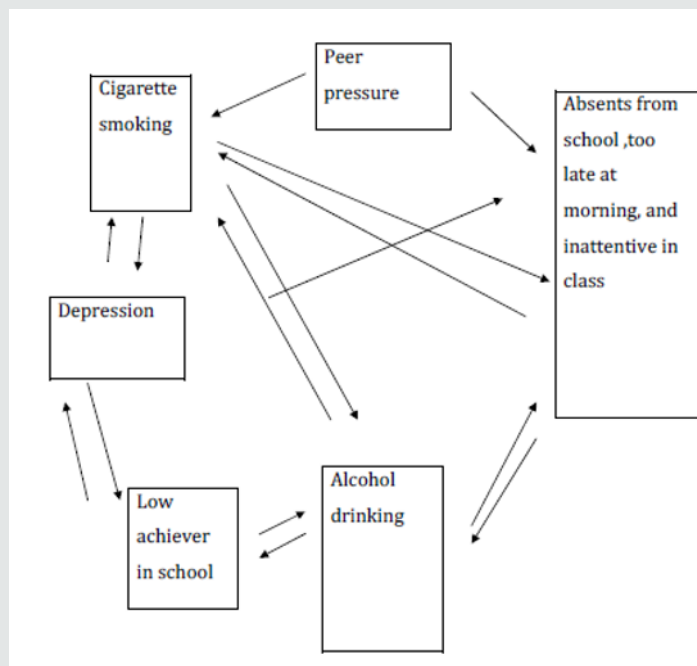 Peer
pressure
Cigarette
smoking
Absents from
school ,too
late at
morning, and
inattentive in
class
Depression
Low
achiever
in school
Alcohol
drinking